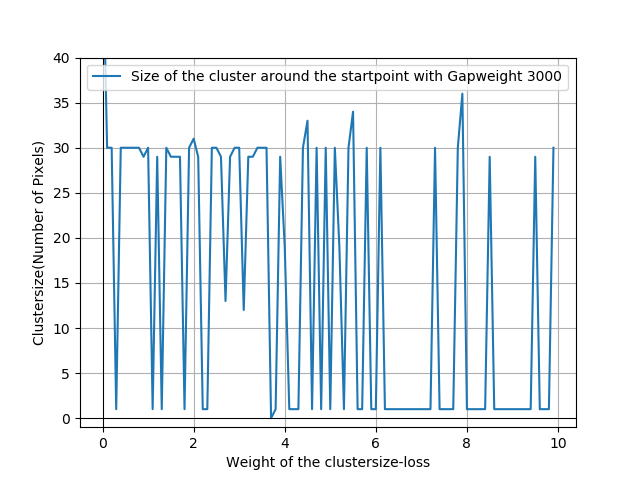 Size of the cluster around the startpoint with Gapweight 3000
40
35
30
25
20
15
10
5
0
Clustersize(Number of Pixels)
0 2 4 6 8 10
Weight of the clustersize-loss